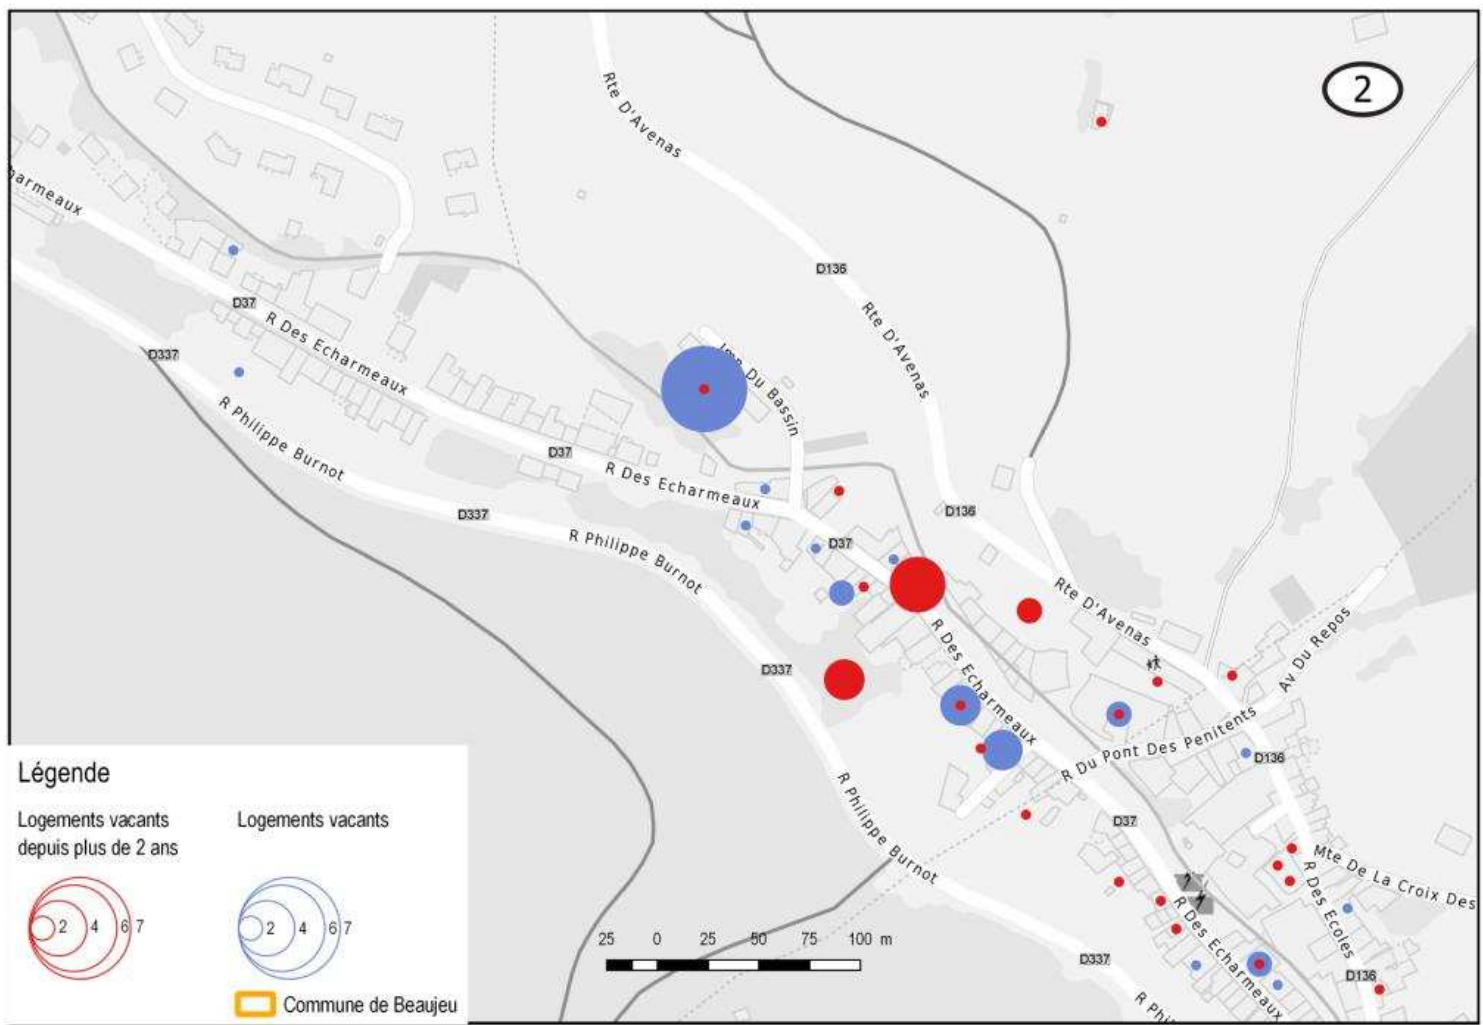 2
Rte D'Avenas
harmeaux
D136
D37
R Des Echarmeaux
Rte D'Avenas
D337
Imp Du Bassin
R Philippe Burnot
D37
R Des Echarmeaux
D337
D136
R Philippe Burnot
D37
Rte D'Avenas
Av Du Repos
R Des Echarmeaux
D337
R Du Pont Des Penitents
D136
R Philippe Burnot
D37
Mte De La Croix Des
R Des Ecoles
R Des Echarmeaux
D337
D136
R Phi
Légende
Logements vacants
depuis plus de 2 ans
Logements vacants
2 4 6 7
2 4 6 7
Commune de Beaujeu
25 0 25 50 75 100 m